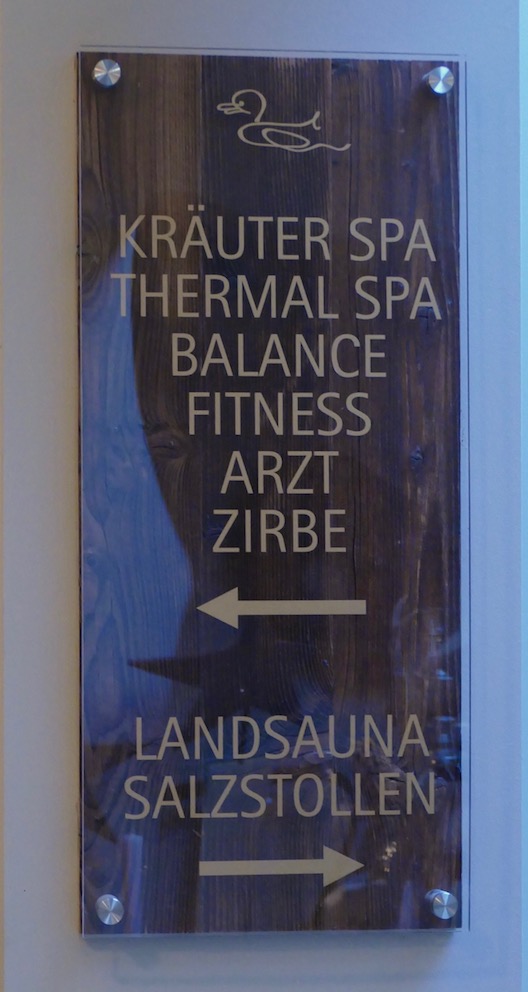 KRÄUTER SPA
THERMAL SPA
BALANCE
FITNESS
ARZT
ZIRBE
LANDSAUNA
SALZSTOLLEN